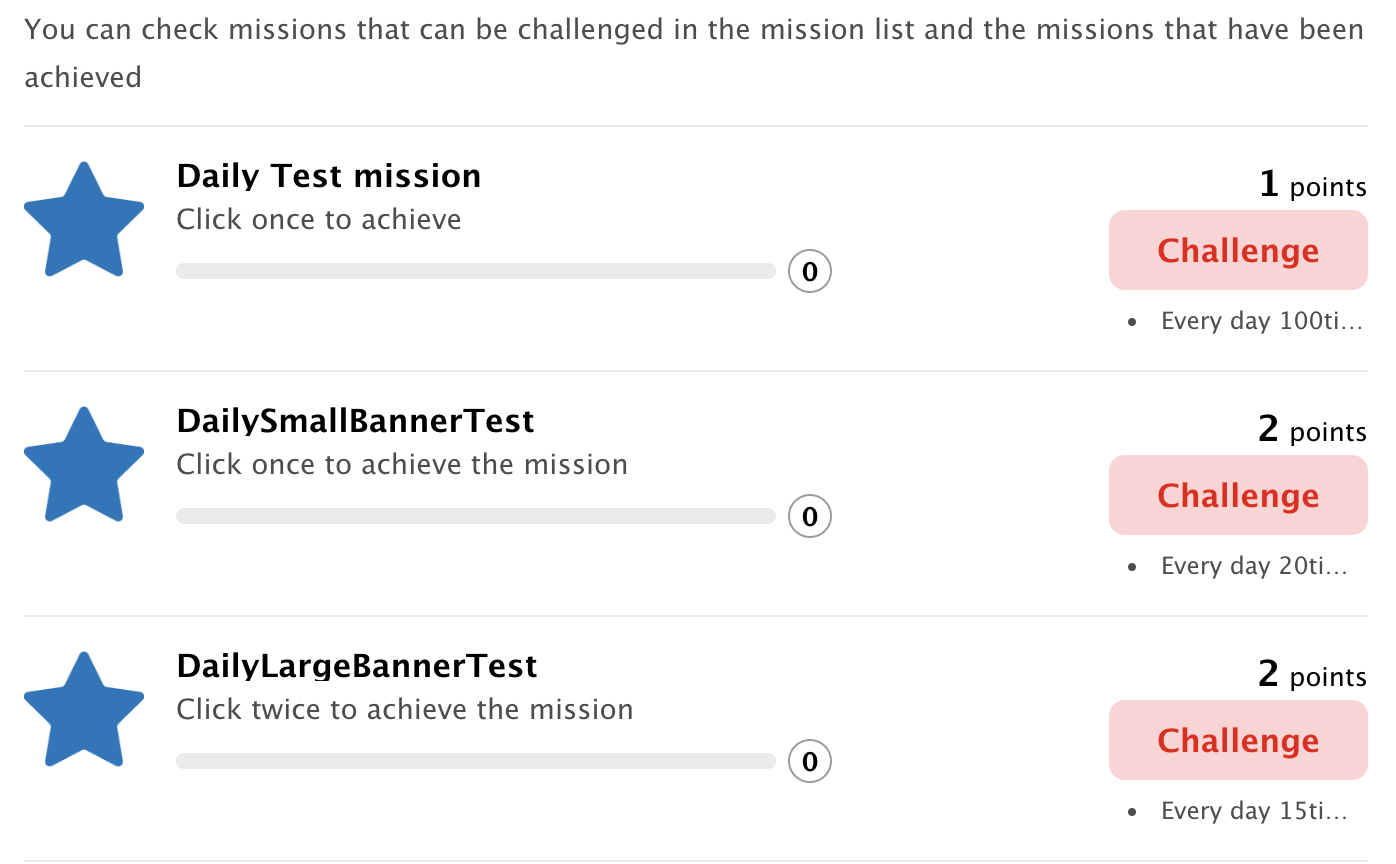 You can check missions that can be challenged in the mission list and the missions that have been
achieved
Daily Test mission
1 points
Click once to achieve
Challenge
0
• Every day 100ti...
DailySmallBannerTest
2 points
Click once to achieve the mission
Challenge
0
• Every day 20ti...
DailyLargeBannerTest
2 points
Click twice to achieve the mission
Challenge
0
• Every day 15ti...